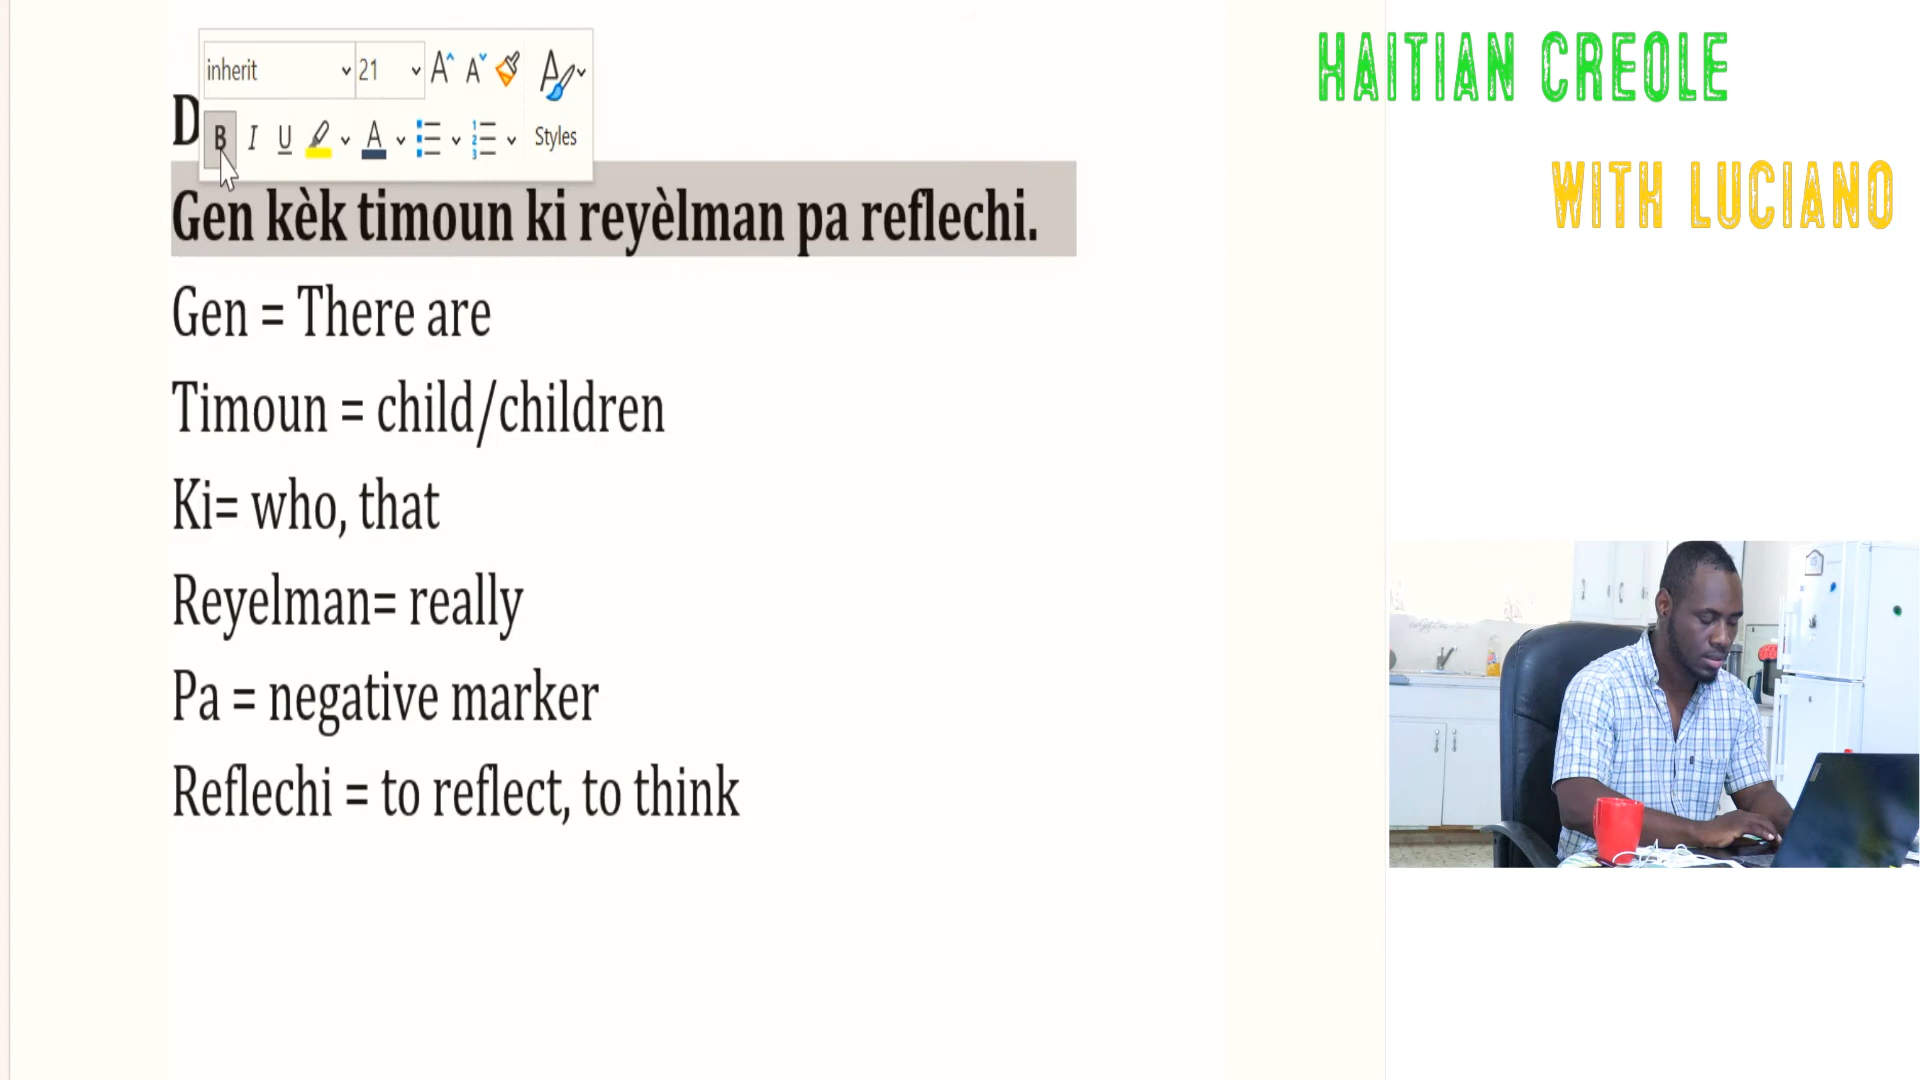 HAITIAN CREOLE
WITH LUCIANO
inherit 21
Styles
Gen kèk timoun ki reyèlman pa reflechi.
Gen = There are
Timoun = child/children
Ki= who, that
Reyelman= really
Pa = negative marker
Reflechi = to reflect, to think